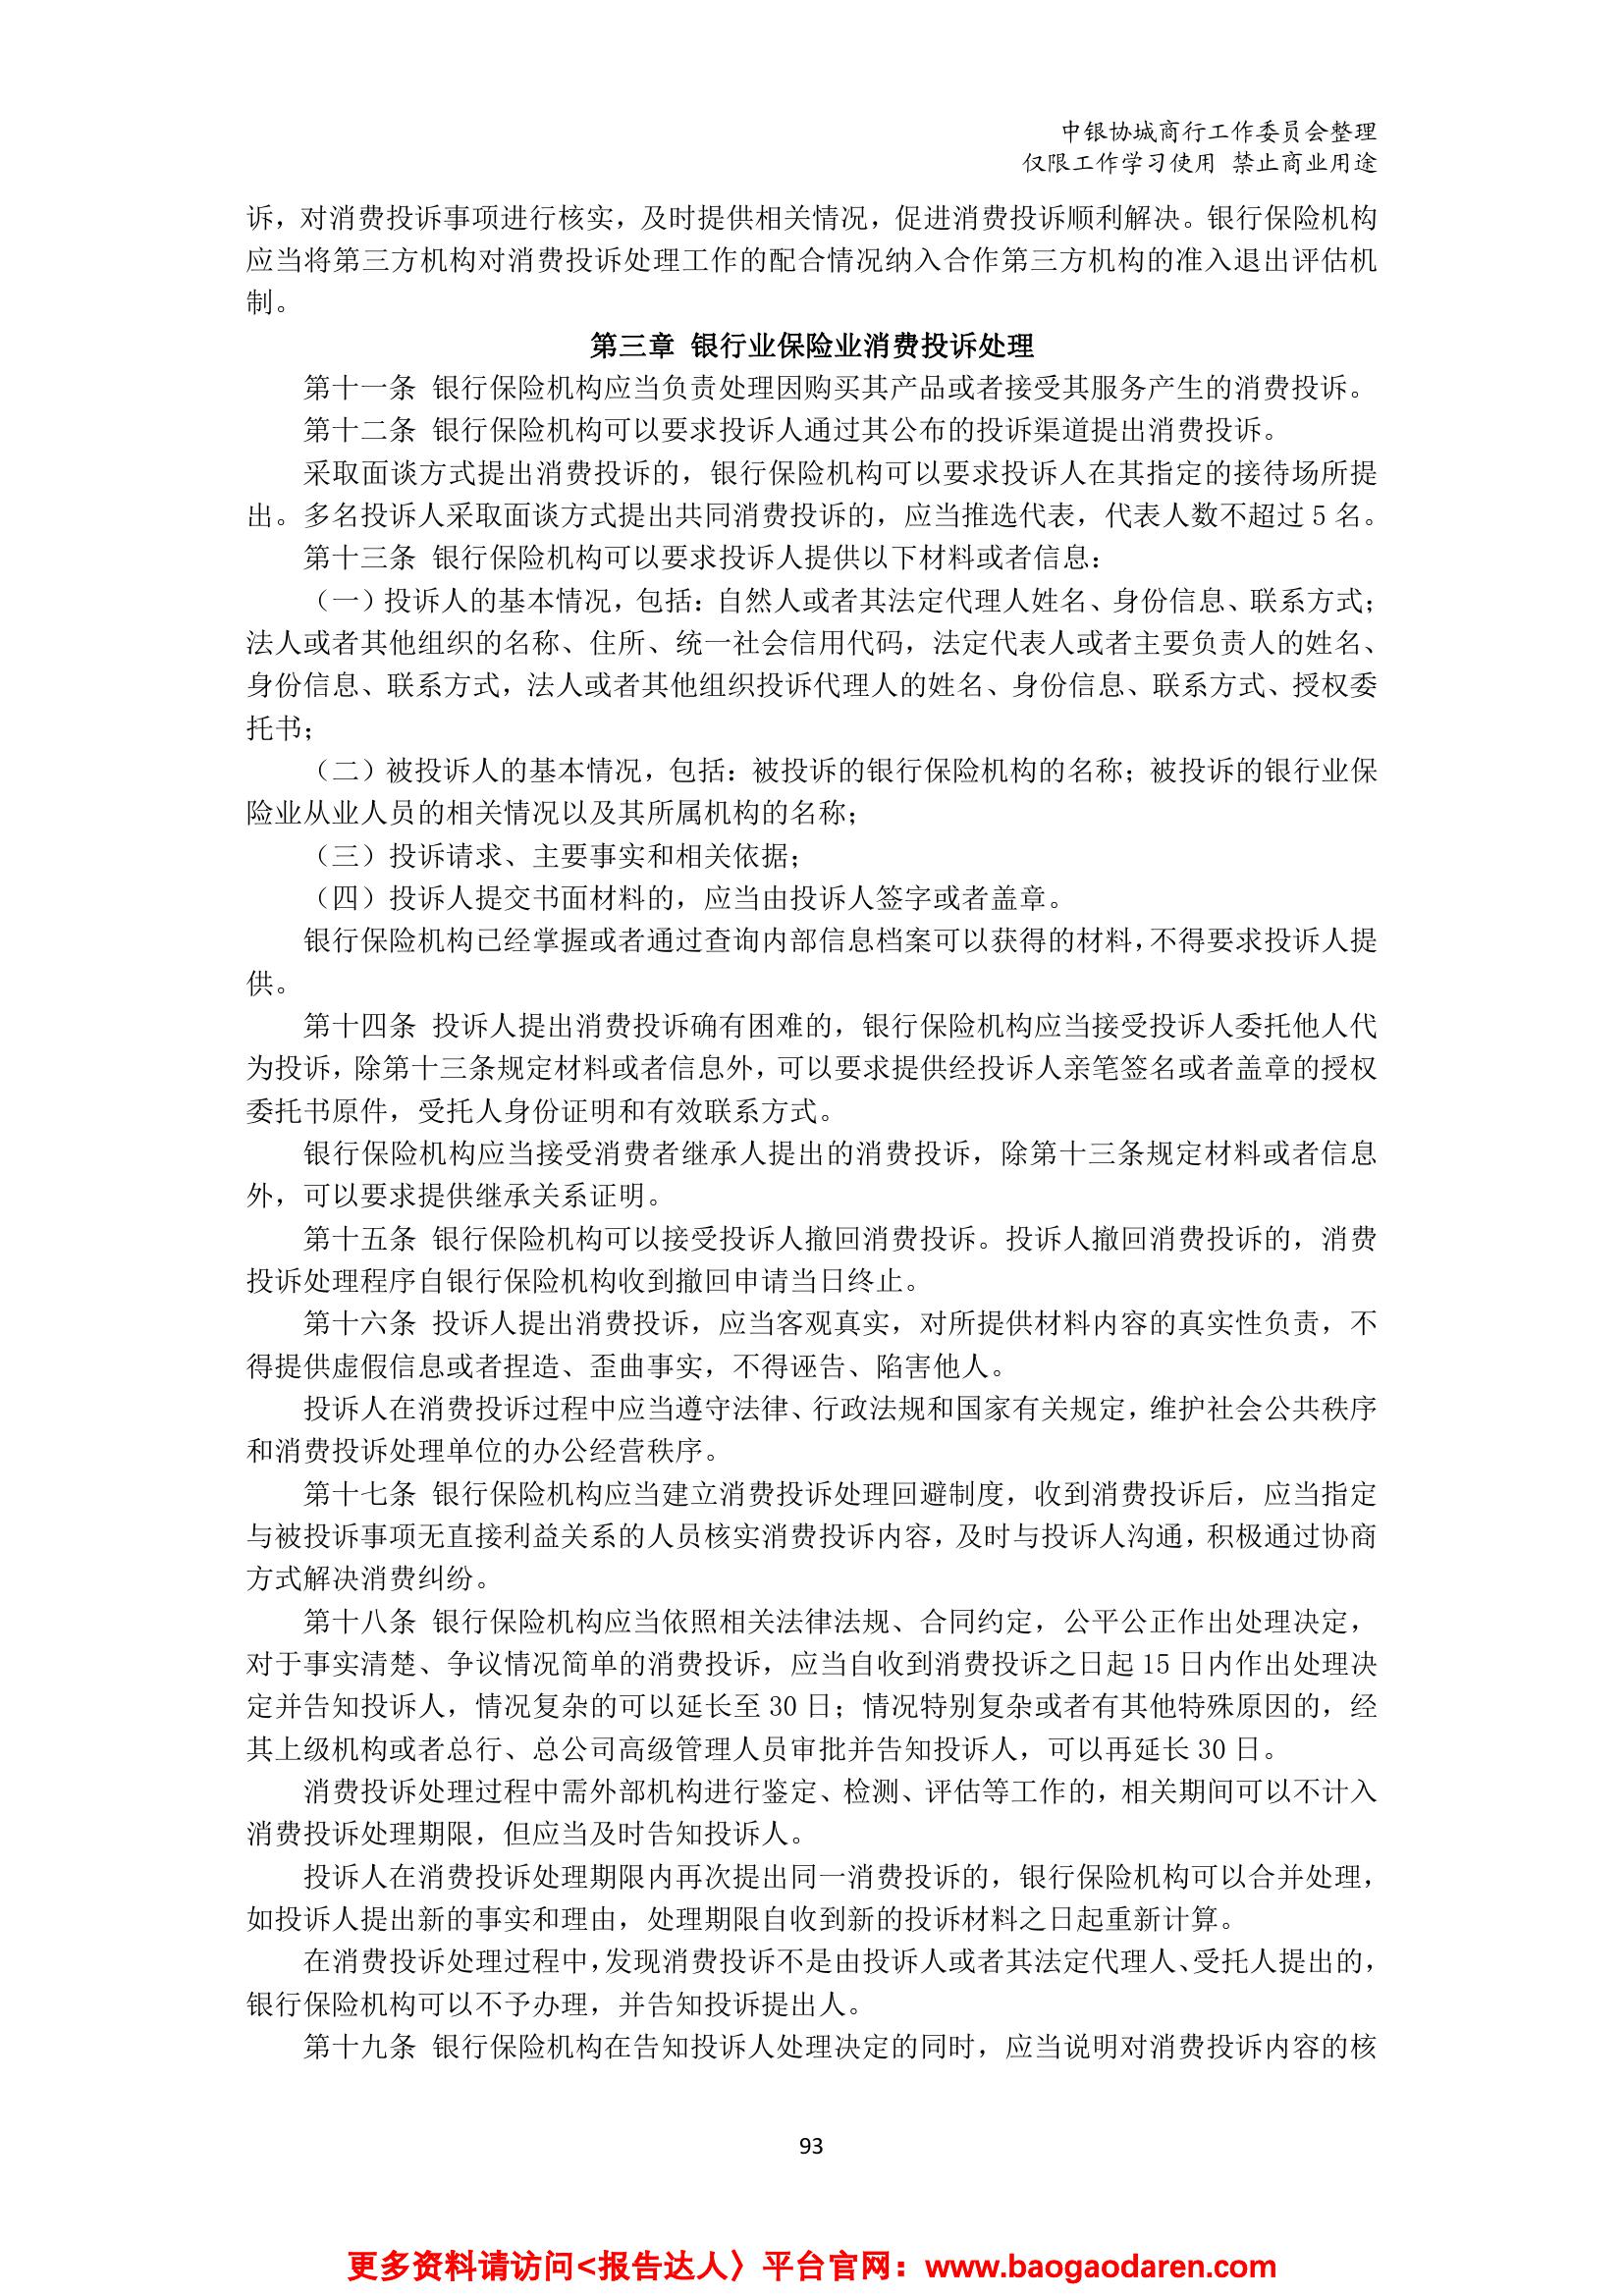 中银协城商行工作委员会整理
仅限工作学习使用 禁止商业用途
诉，对消费投诉事项进行核实，及时提供相关情况，促进消费投诉顺利解决。银行保险机构
应当将第三方机构对消费投诉处理工作的配合情况纳入合作第三方机构的准入退出评估机
制。
第三章 银行业保险业消费投诉处理
第十一条 银行保险机构应当负责处理因购买其产品或者接受其服务产生的消费投诉。
第十二条 银行保险机构可以要求投诉人通过其公布的投诉渠道提出消费投诉。
采取面谈方式提出消费投诉的，银行保险机构可以要求投诉人在其指定的接待场所提
出。多名投诉人采取面谈方式提出共同消费投诉的，应当推选代表，代表人数不超过 5 名。
第十三条 银行保险机构可以要求投诉人提供以下材料或者信息：
（一）投诉人的基本情况，包括：自然人或者其法定代理人姓名、身份信息、联系方式；
法人或者其他组织的名称、住所、统一社会信用代码，法定代表人或者主要负责人的姓名、
身份信息、联系方式，法人或者其他组织投诉代理人的姓名、身份信息、联系方式、授权委
托书；
（二）被投诉人的基本情况，包括：被投诉的银行保险机构的名称；被投诉的银行业保
险业从业人员的相关情况以及其所属机构的名称；
（三）投诉请求、主要事实和相关依据；
（四）投诉人提交书面材料的，应当由投诉人签字或者盖章。
银行保险机构已经掌握或者通过查询内部信息档案可以获得的材料，不得要求投诉人提
供。
第十四条 投诉人提出消费投诉确有困难的，银行保险机构应当接受投诉人委托他人代
为投诉，除第十三条规定材料或者信息外，可以要求提供经投诉人亲笔签名或者盖章的授权
委托书原件，受托人身份证明和有效联系方式。
银行保险机构应当接受消费者继承人提出的消费投诉，除第十三条规定材料或者信息
外，可以要求提供继承关系证明。
第十五条 银行保险机构可以接受投诉人撤回消费投诉。投诉人撤回消费投诉的，消费
投诉处理程序自银行保险机构收到撤回申请当日终止。
第十六条 投诉人提出消费投诉，应当客观真实，对所提供材料内容的真实性负责，不
得提供虚假信息或者捏造、歪曲事实，不得诬告、陷害他人。
投诉人在消费投诉过程中应当遵守法律、行政法规和国家有关规定，维护社会公共秩序
和消费投诉处理单位的办公经营秩序。
第十七条 银行保险机构应当建立消费投诉处理回避制度，收到消费投诉后，应当指定
与被投诉事项无直接利益关系的人员核实消费投诉内容，及时与投诉人沟通，积极通过协商
方式解决消费纠纷。
第十八条 银行保险机构应当依照相关法律法规、合同约定，公平公正作出处理决定，
对于事实清楚、争议情况简单的消费投诉，应当自收到消费投诉之日起 15 日内作出处理决
定并告知投诉人，情况复杂的可以延长至 30 日；情况特别复杂或者有其他特殊原因的，经
其上级机构或者总行、总公司高级管理人员审批并告知投诉人，可以再延长 30 日。
消费投诉处理过程中需外部机构进行鉴定、检测、评估等工作的，相关期间可以不计入
消费投诉处理期限，但应当及时告知投诉人。
投诉人在消费投诉处理期限内再次提出同一消费投诉的，银行保险机构可以合并处理，
如投诉人提出新的事实和理由，处理期限自收到新的投诉材料之日起重新计算。
在消费投诉处理过程中，发现消费投诉不是由投诉人或者其法定代理人、受托人提出的，
银行保险机构可以不予办理，并告知投诉提出人。
第十九条 银行保险机构在告知投诉人处理决定的同时，应当说明对消费投诉内容的核
93
更多资料请访问<报告达人〉平台官网：www.baogaodaren.com